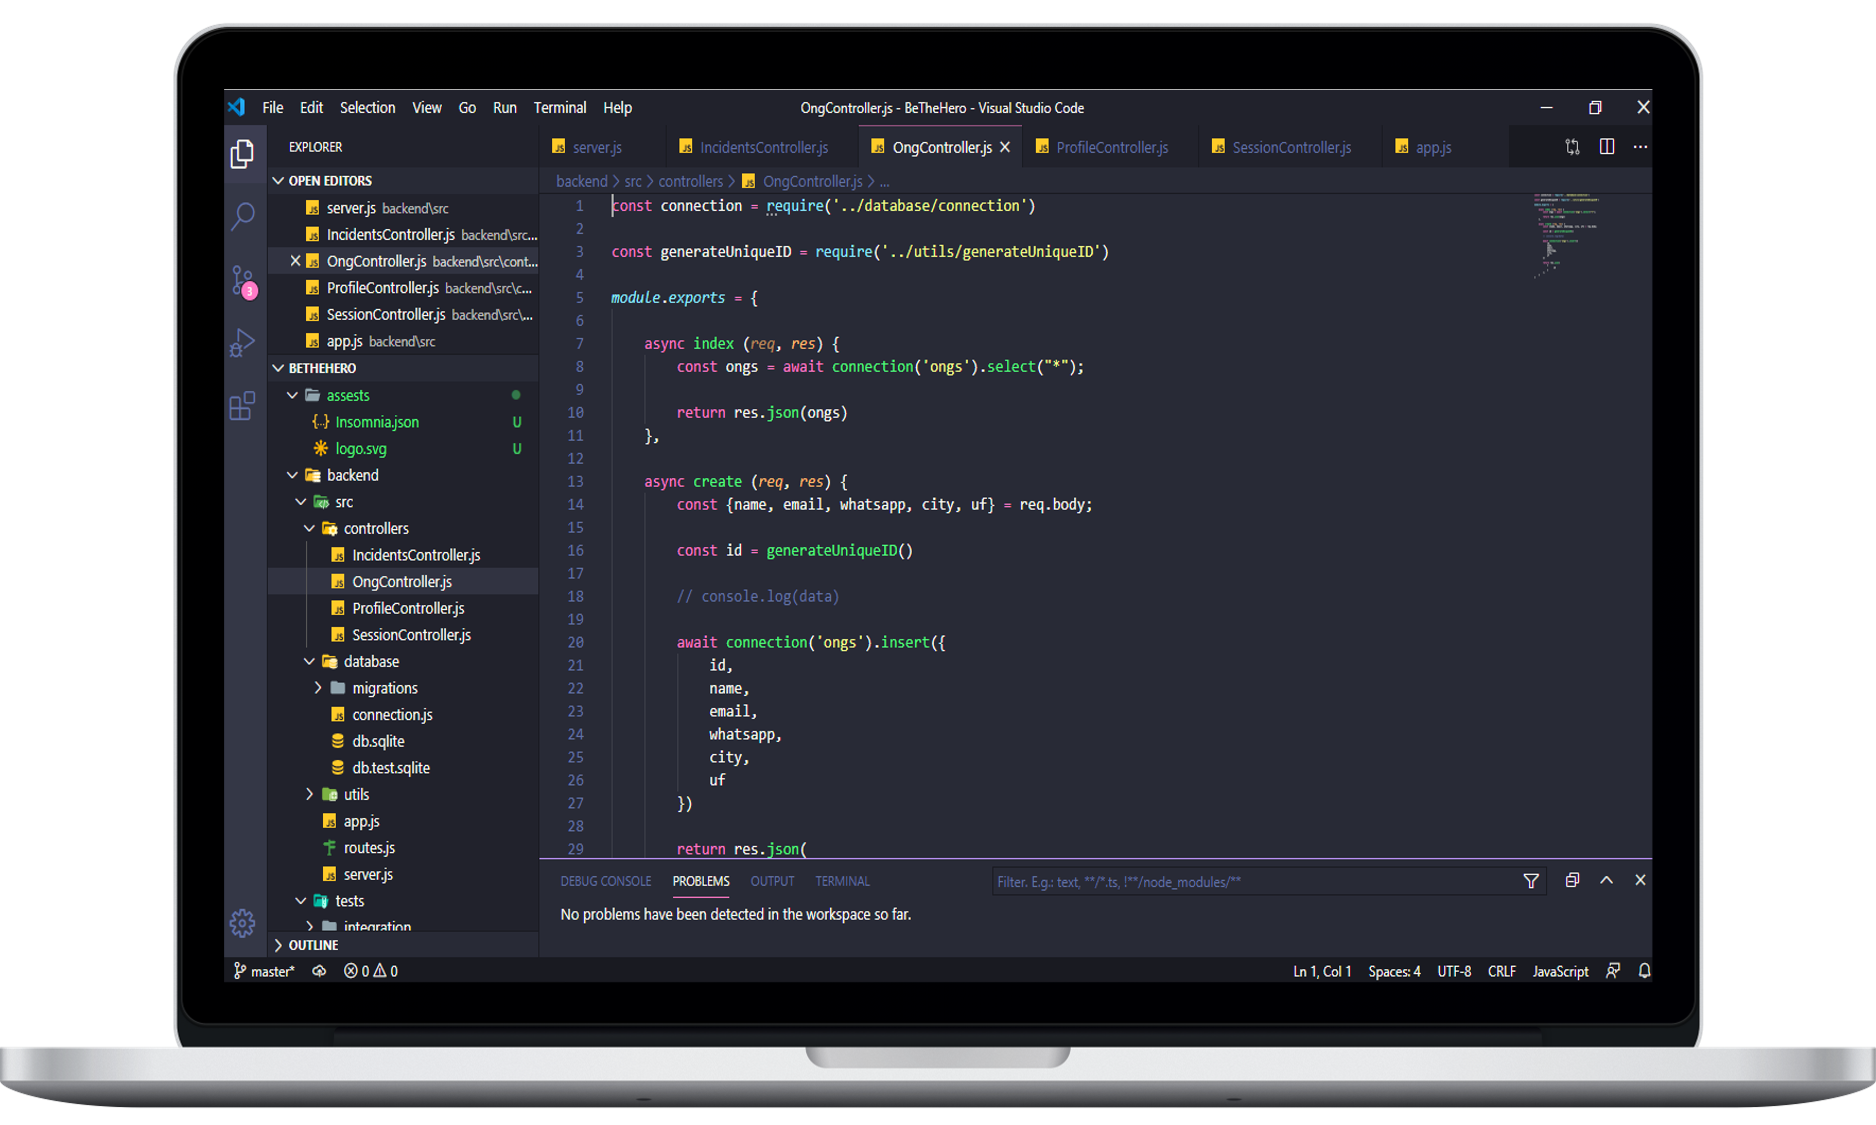 File Edit Selection View Go Run Terminal Help OngController.js - BeTheHero - Visual Studio Code
EXPLORER
OPEN EDITORS
server.js backend\src
IncidentsController.js backend\src...
OngController.js backend\src\cont...
ProfileController.js backend\src\c...
SessionController.js backend\src\...
app.js backend\src
BETHEHERO
assests
Insomnia.json U
logo.svg U
backend
src
controllers
IncidentsController.js
OngController.js
ProfileController.js
SessionController.js
database
migrations
connection.js
db.sqlite
db.test.sqlite
utils
app.js
routes.js
server.js
tests
integration
OUTLINE
3
server.js IncidentsController.js OngController.js ProfileController.js SessionController.js app.js
backend > src > controllers > OngController.js > ...
1 const connection = require('../database/connection')
2
3 const generateUniqueID = require('../utils/generateUniqueID')
4
5 module.exports = {
6
7 async index (req, res) {
8 const ongs = await connection('ongs').select("*");
9
10 return res.json(ongs)
11 },
12
13 async create (req, res) {
14 const {name, email, whatsapp, city, uf} = req.body;
15
16 const id = generateUniqueID()
17
18 // console.log(data)
19
20 await connection('ongs').insert({
21 id,
22 name,
23 email,
24 whatsapp,
25 city,
26 uf
27 })
28
29 return res.json(
DEBUG CONSOLE PROBLEMS OUTPUT TERMINAL Filter. E.g.: text, **/*.ts, !**/node_modules/**
No problems have been detected in the workspace so far.
master* 0 0 Ln 1, Col 1 Spaces: 4 UTF-8 CRLF JavaScript